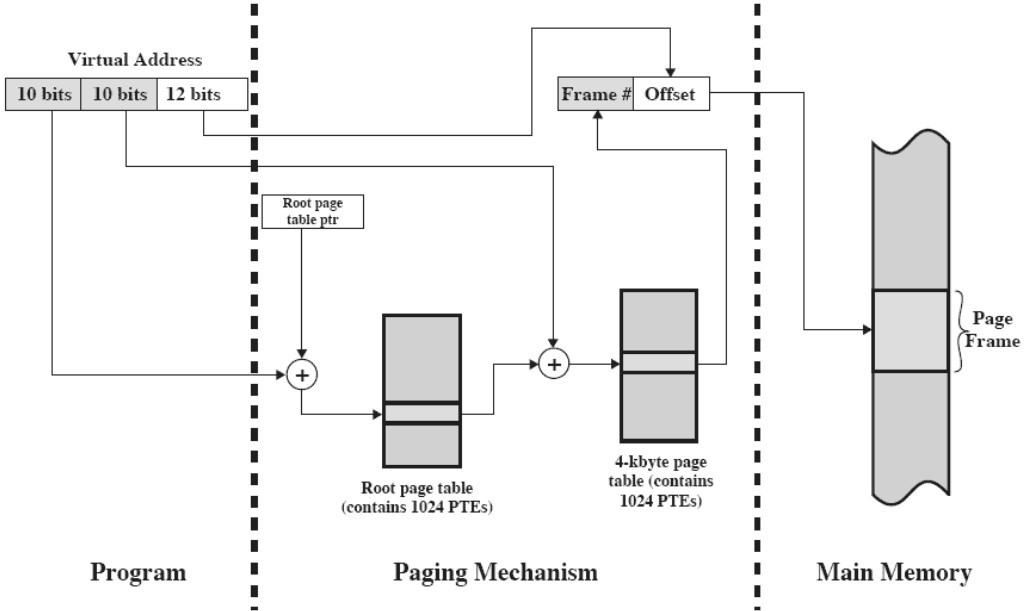 Virtual Address
10 bits 10 bits 12 bits
Frame # Offset
Root page
table ptr
+
+
Page
Frame
Root page table
(contains 1024 PTEs)
4-kbyte page
table (contains
1024 PTEs)
Program
Paging Mechanism
Main Memory